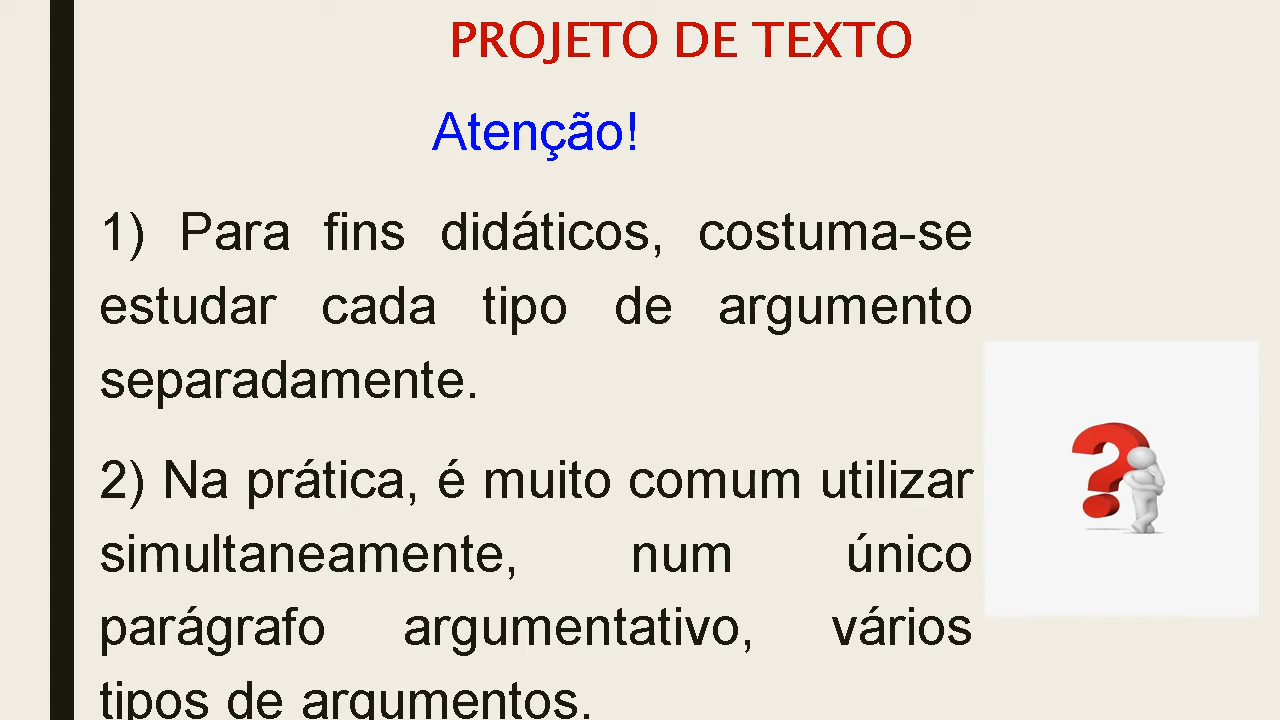 PROJETO DE TEXTO
Atenção!
1) Para fins didáticos, costuma-se
estudar cada tipo de argumento
separadamente.
2) Na prática, é muito comum utilizar
simultaneamente, num único
parágrafo argumentativo, vários
tipos de argumentos.